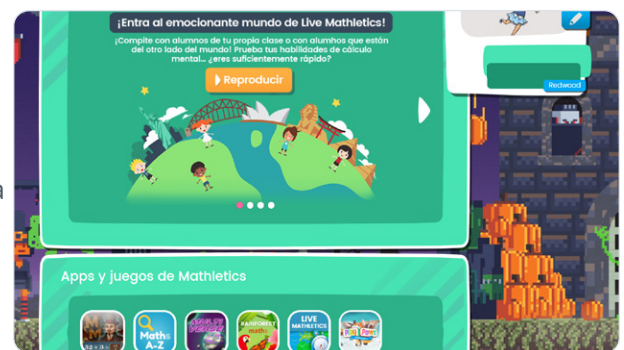 ¡Entra al emocionante mundo de Live Mathletics!
¡Compite con alumnos de tu propia clase o con alumnos que están
del otro lado del mundo! Prueba tus habilidades de cálculo
mental... ¿eres suficientemente rápido?
Reproducir
Redwood
a
Apps y juegos de Mathletics
Maths
A-Z
RAINFOREST
maths
LIVE
MATHLETICS